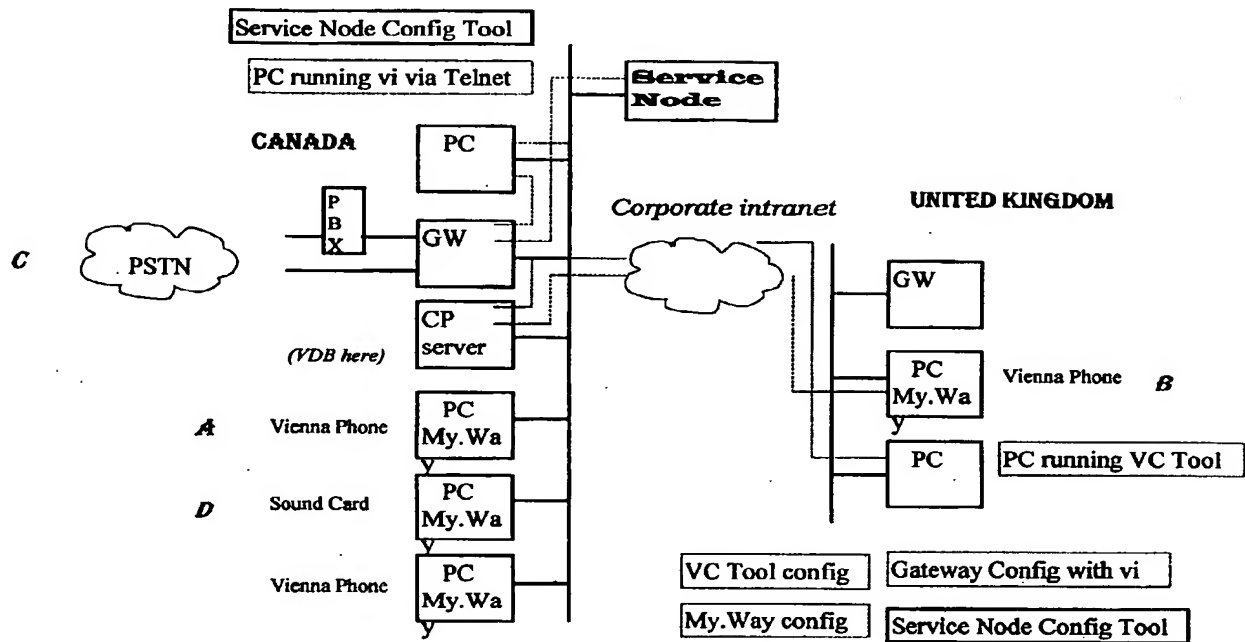 Service Node Config Tool
PC running vi via Telnet
Service
Node
CANADA
PC
P
B
X
GW
Corporate intranet
UNITED KINGDOM
C
PSTN
GW
CP
server
(VDB here)
PC
My.Wa
y
Vienna Phone
B
A
Vienna Phone
PC
My.Wa
y
PC
PC running VC Tool
D
Sound Card
PC
My.Wa
y
VC Tool config
Gateway Config with vi
Vienna Phone
PC
My.Wa
y
My.Way config
Service Node Config Tool